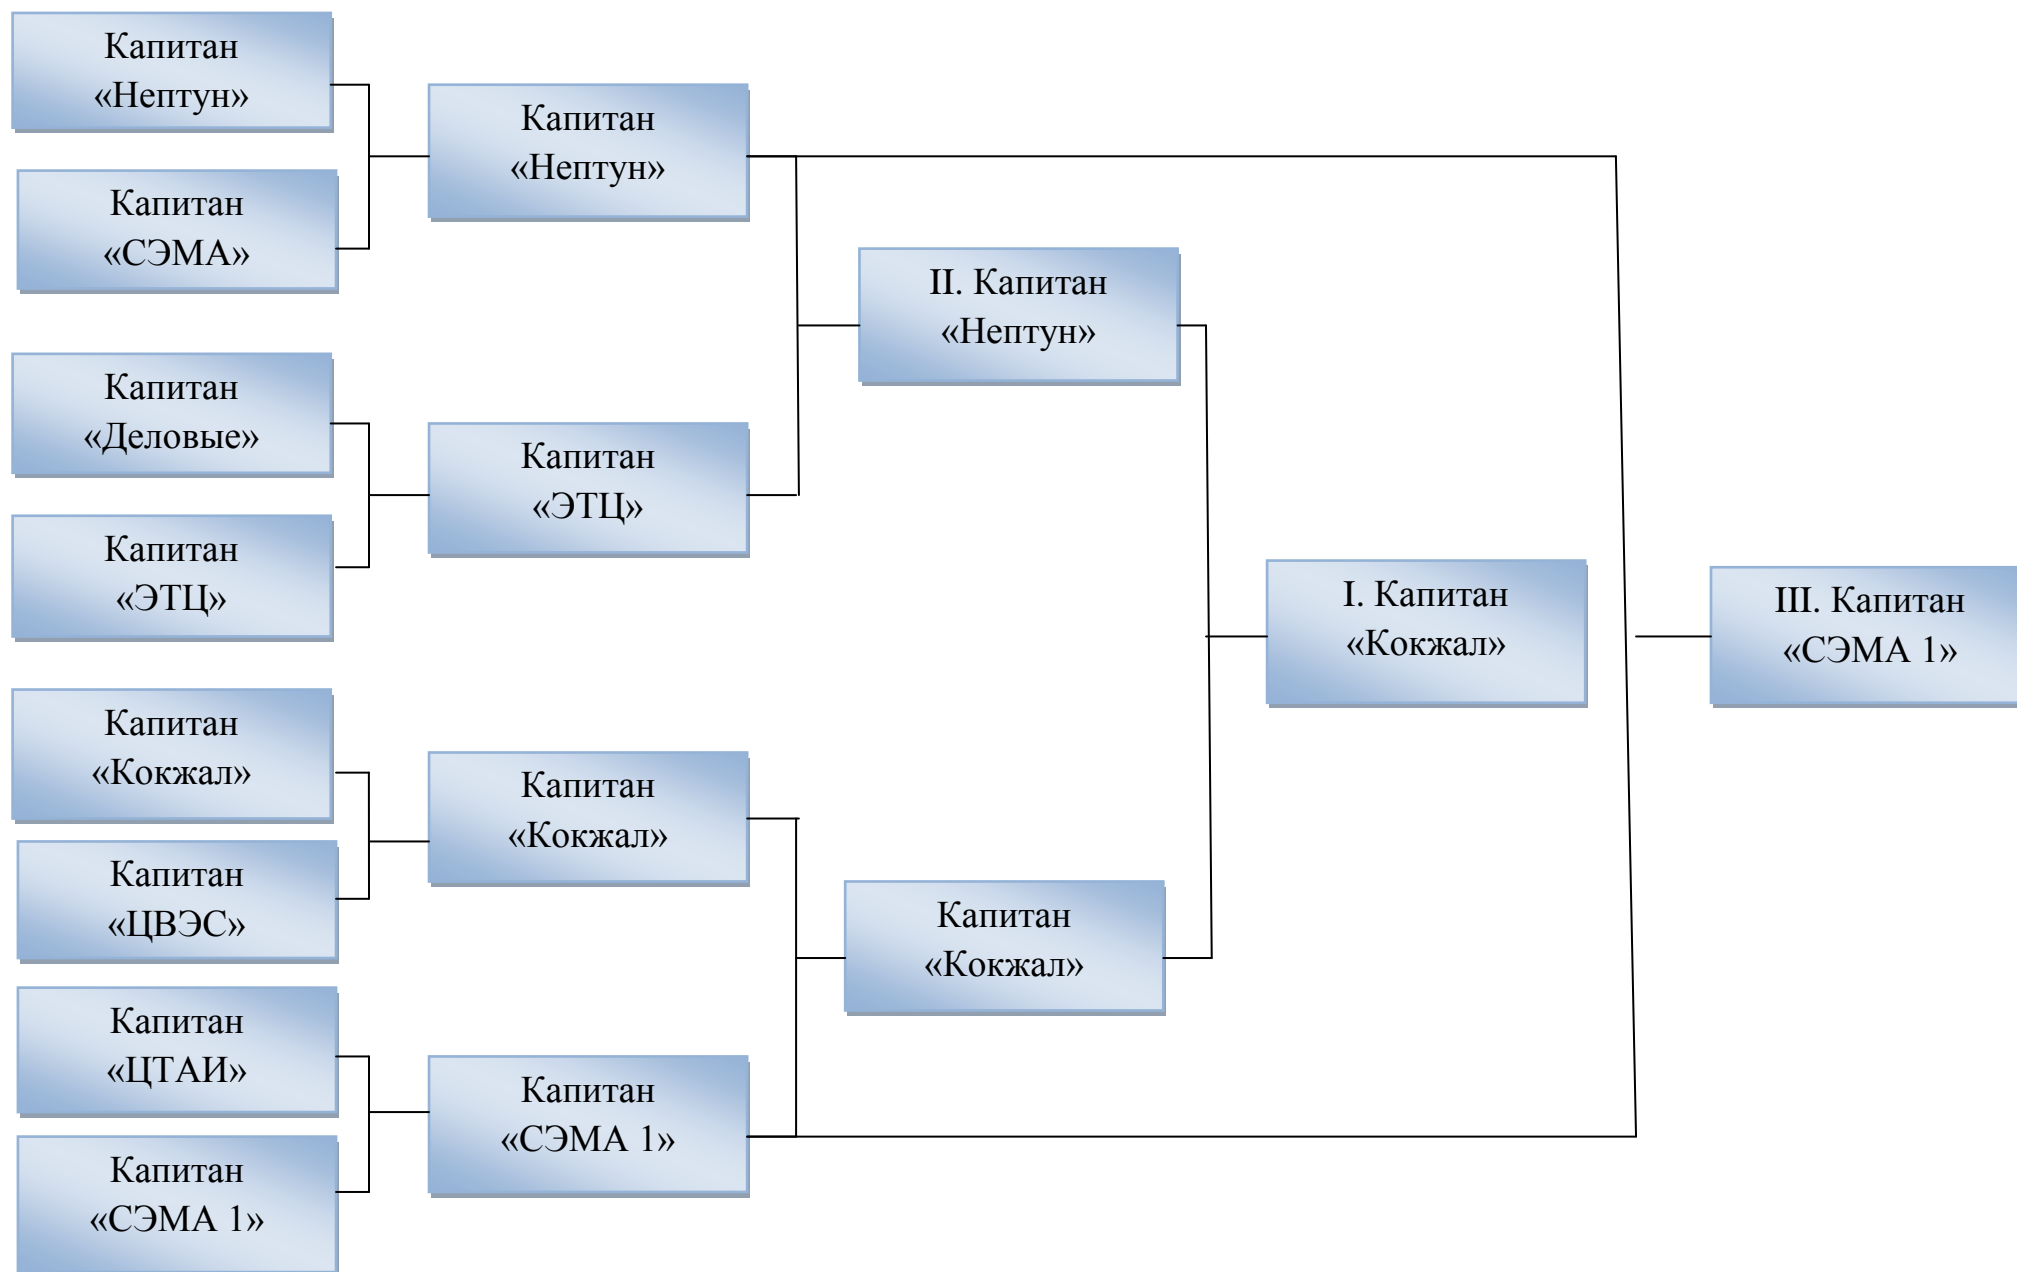 Капитан
«Нептун»
Капитан
«СЭМА»
Капитан
«Деловые»
Капитан
«ЭТЦ»
Капитан
«Кокжал»
Капитан
«ЦВЭС»
Капитан
«ЦТАИ»
Капитан
«СЭМА 1»
Капитан
«Нептун»
Капитан
«ЭТЦ»
Капитан
«Кокжал»
Капитан
«СЭМА 1»
II. Капитан
«Нептун»
Капитан
«Кокжал»
I. Капитан
«Кокжал»
III. Капитан
«СЭМА 1»